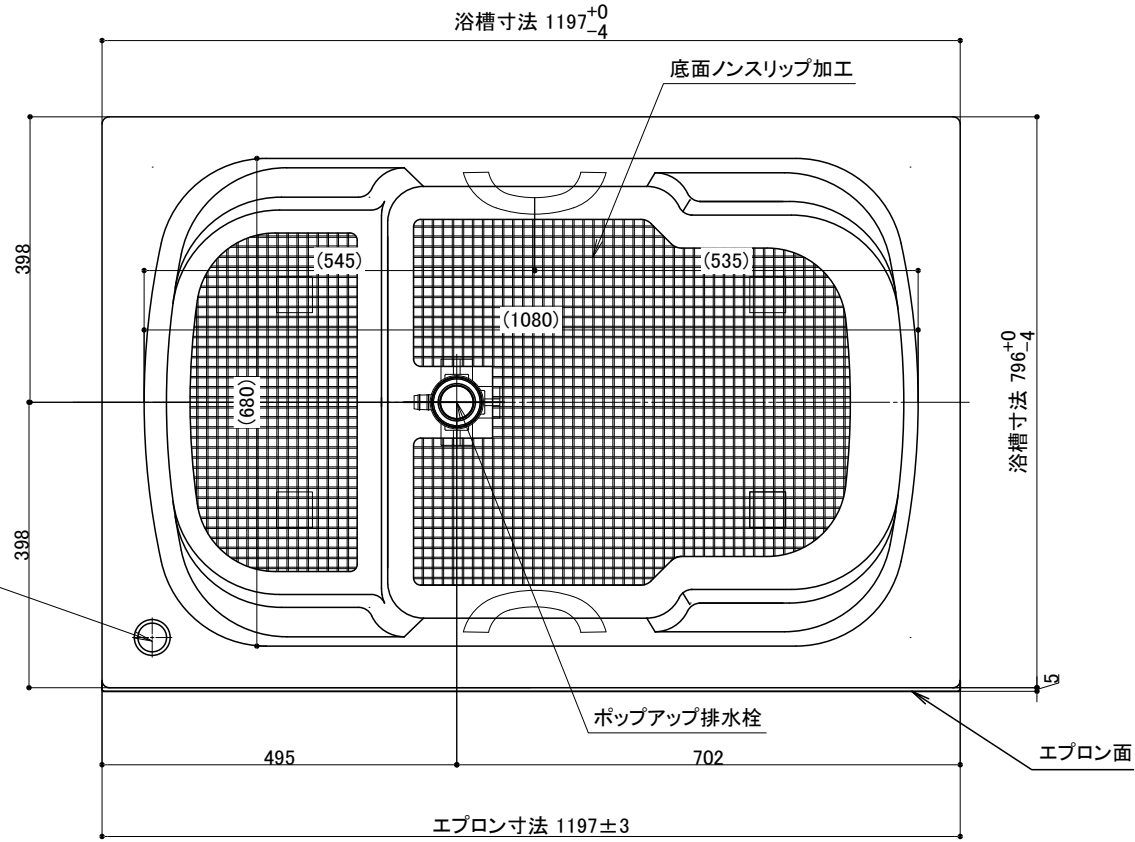 浴槽寸法 1197+0 -4
底面ノンスリップ加工
398
(545)
(535)
(1080)
浴槽寸法 796+0 -4
(680)
398
5
ポップアップ排水栓
エプロン面
495
702
エプロン寸法 1197±3